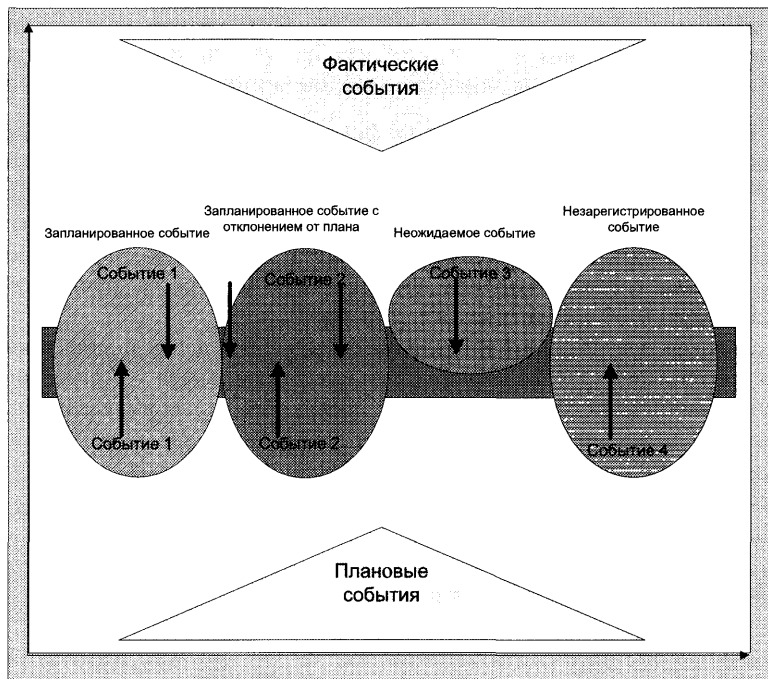 Фактические
события
Запланированное событие
Запланированное событие с
отклонением от плана
Неожидаемое событие
Незарегистрированное
событие
Событие 1
Событие 2
Событие 3
Событие 1
Событие 2
Событие 4
Плановые
события